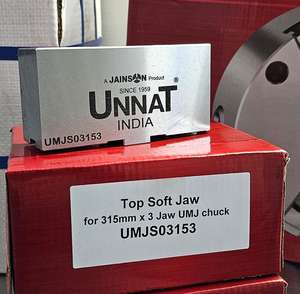 A JAINSON Product
SINCE 1959
UNNAT®
INDIA
UMJS03153
Top Soft Jaw
for 315mm x 3 Jaw UMJ chuck
UMJS03153